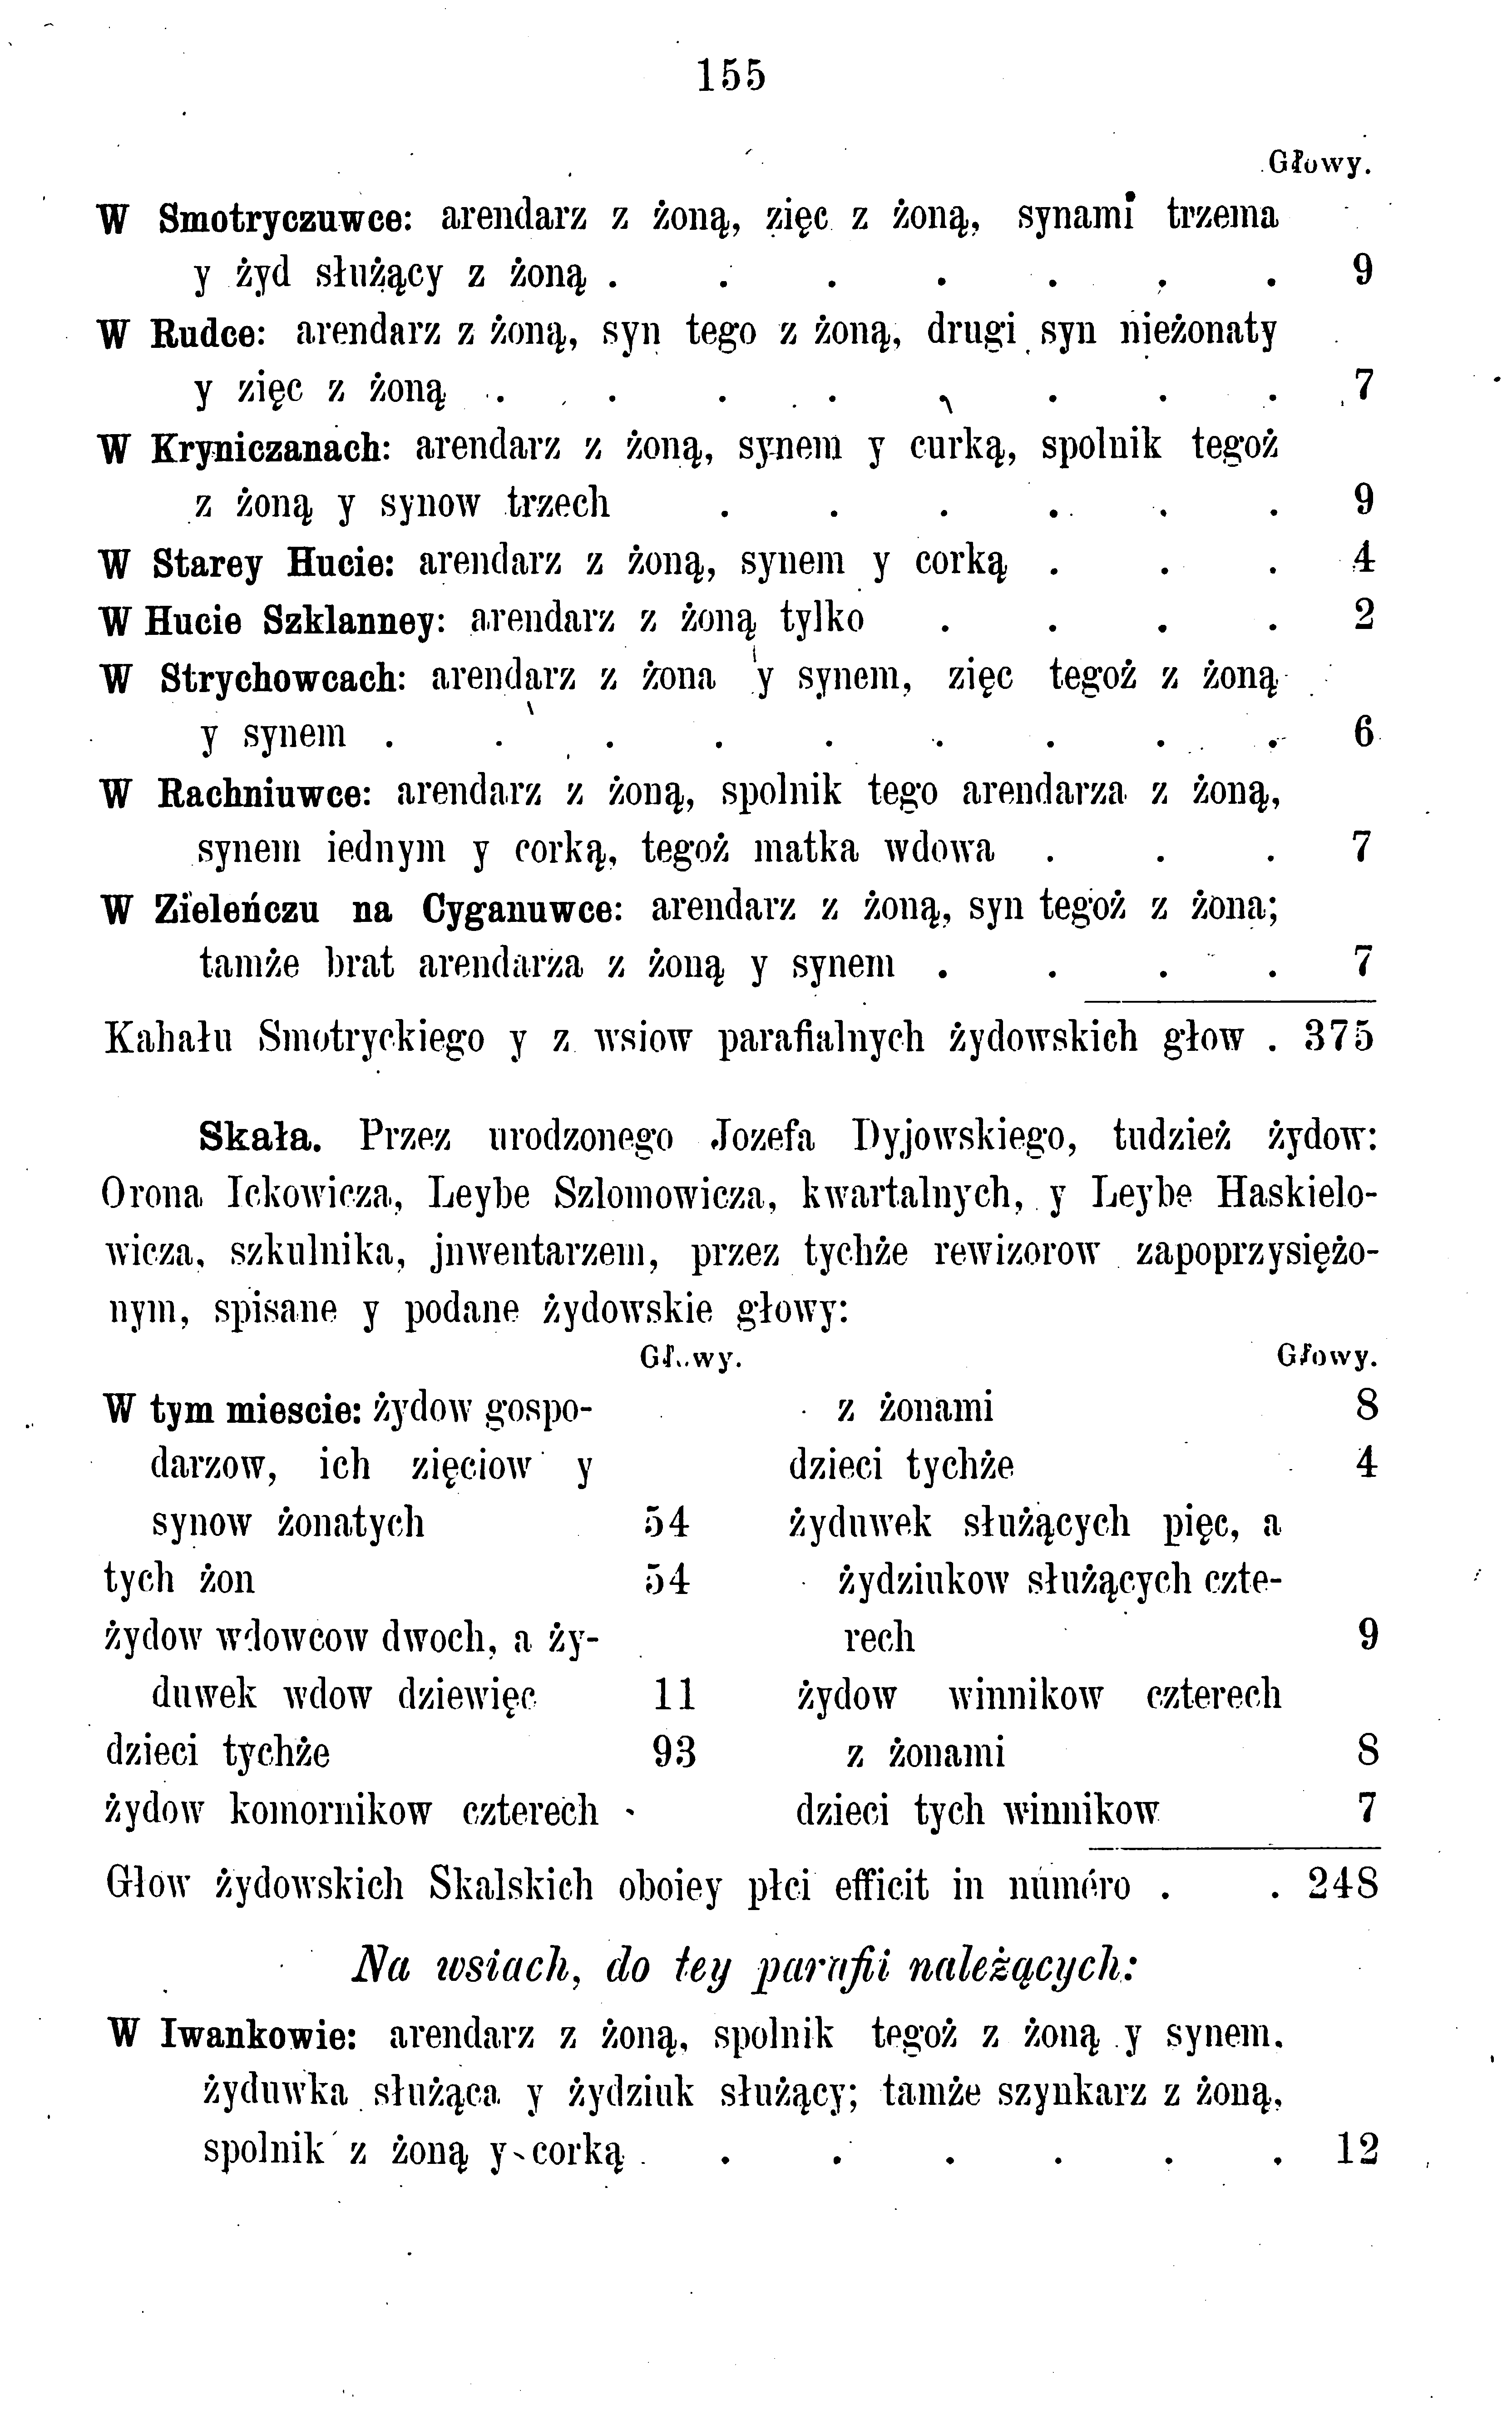 155
Głowy.
W Smotryczuwce: arendarz z żoną, zięc z żoną, synami trzema
y żyd służący z żoną . . . . . . . 9
W Rudce: arendarz z żoną, syn tego z żoną, drugi syn nieżonaty
y zięc z żoną . . . . . . . . 7
W Kryniczanach: arendarz z żoną, synem y curką, spolnik tegoż
z żoną y synow trzech . . . . . . 9
W Starey Hucie: arendarz z żoną, synem y corką . . . 4
W Hucie Szklanney: arendarz z żoną tylko . . . . 2
W Strychowcach: arendarz z żona y synem, zięc tegoż z żoną
y synem . . . . . . . . . 6
W Rachniuwce: arendarz z żoną, spolnik tego arendarza z żoną,
synem iednym y corką, tegoż matka wdowa . . . 7
W Zieleńczu na Cyganuwce: arendarz z żoną, syn tegoż z żona;
tamże brat arendarza z żoną y synem . . . . 7
Kahału Smotryckiego y z wsiow parafialnych żydowskich głow . 375
Skała. Przez urodzonego Jozefa Dyjowskiego, tudzież żydow:
Orona Ickowicza, Leybe Szlomowicza, kwartalnych, y Leybe Haskielo-
wicza, szkulnika, jnwentarzem, przez tychże rewizorow zapoprzysiężo-
nym, spisane y podane żydowskie głowy:
Głowy.
W tym miescie: żydow gospo-
darzow, ich zięciow y
synow żonatych 54
tych żon 54
żydow wdowcow dwoch, a ży-
duwek wdow dziewięc 11
dzieci tychże 93
żydow komornikow czterech
Głowy.
z żonami 8
dzieci tychże 4
żyduwek służących pięc, a
żydziukow służących czte-
rech 9
żydow winnikow czterech
z żonami 8
dzieci tych winnikow 7
Głow żydowskich Skalskich oboiey płci efficit in numéro . . 248
Na wsiach, do tey parafii należących:
W Iwankowie: arendarz z żoną, spolnik tegoż z żoną y synem,
żyduwka służąca y żydziuk służący; tamże szynkarz z żoną,
spolnik z żoną y corką . . . . . . . 12